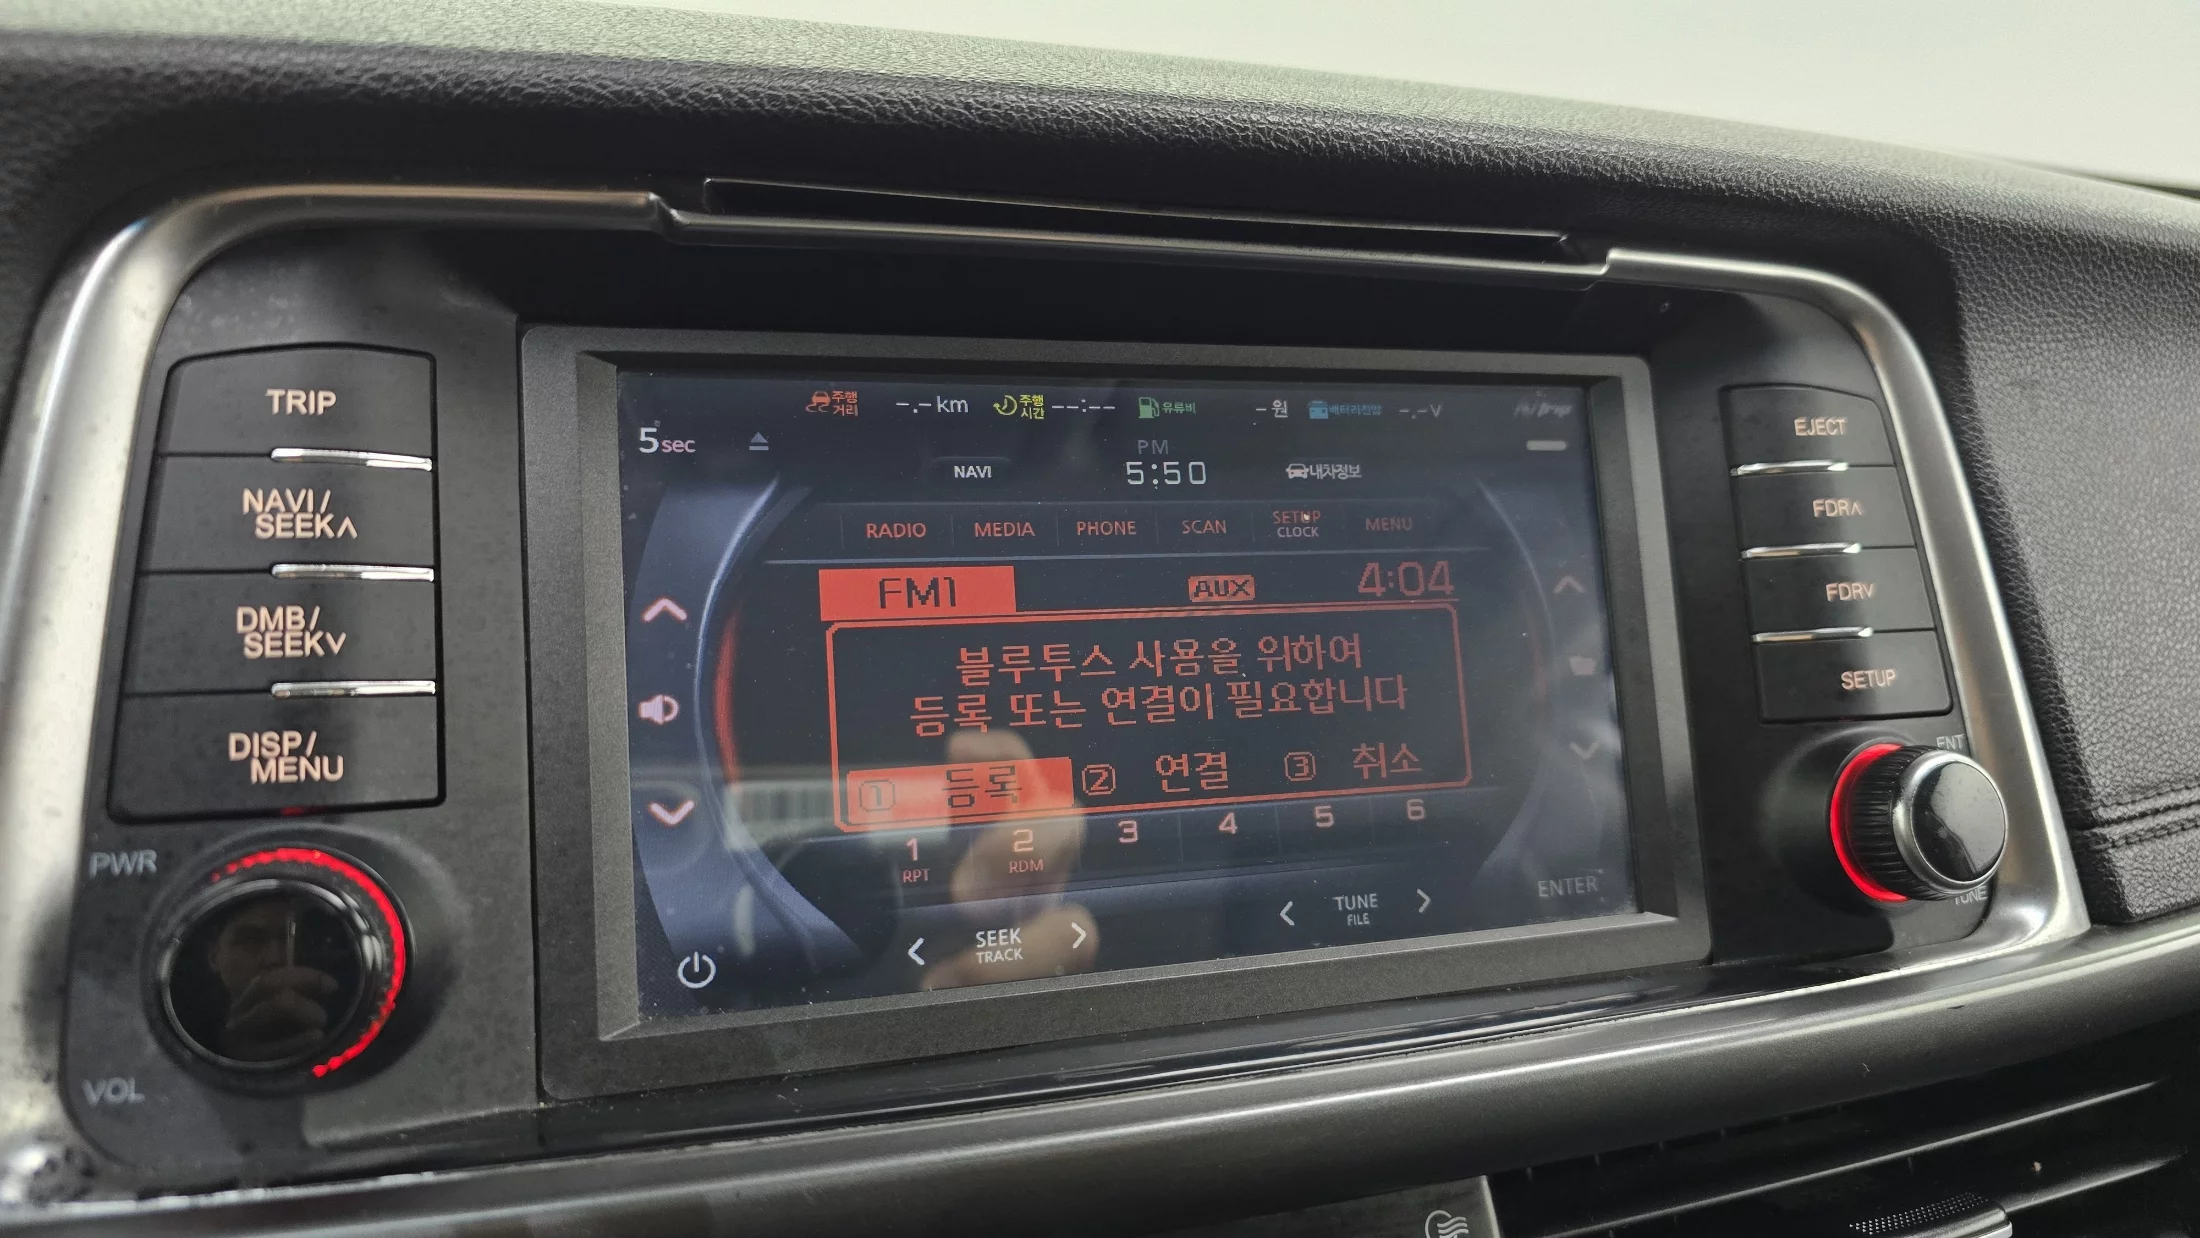 TRIP
NAVI/
SEEK∧
DMB/
SEEK∨
DISP/
MENU
PWR
VOL
주행
거리
-.-km
주행
시간
--:--
유류비
-원
배터리전압
-.-V
5sec
PM
NAVI
5:50
내차정보
RADIO
MEDIA
PHONE
SCAN
SETUP
CLOCK
MENU
FM1
AUX
4:04
블루투스 사용을 위하여
등록 또는 연결이 필요합니다
① 등록
② 연결
③ 취소
1
RPT
2
RDM
3
4
5
6
SEEK
TRACK
TUNE
FILE
ENTER
EJECT
FDR∧
FDR∨
SETUP
ENT
TUNE